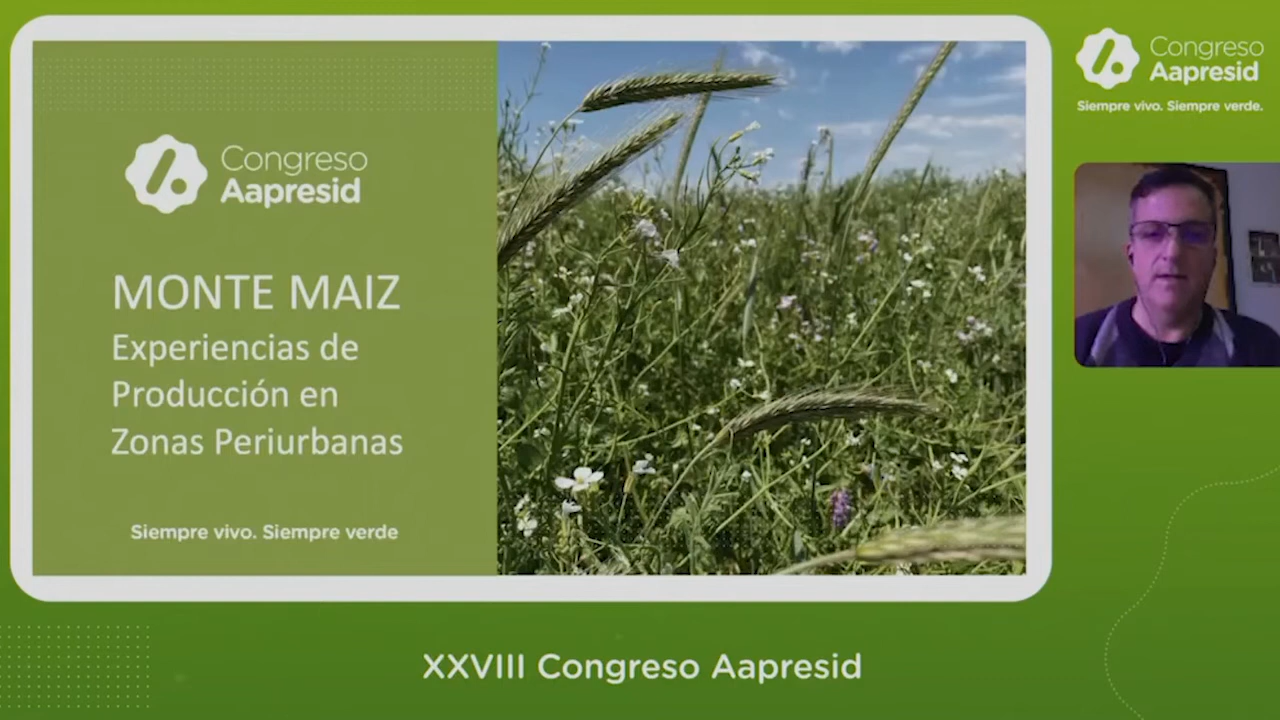 Congreso
Aapresid
MONTE MAIZ
Experiencias de
Producción en
Zonas Periurbanas
Siempre vivo. Siempre verde
Congreso
Aapresid
Siempre vivo. Siempre verde.
XXVIII Congreso Aapresid